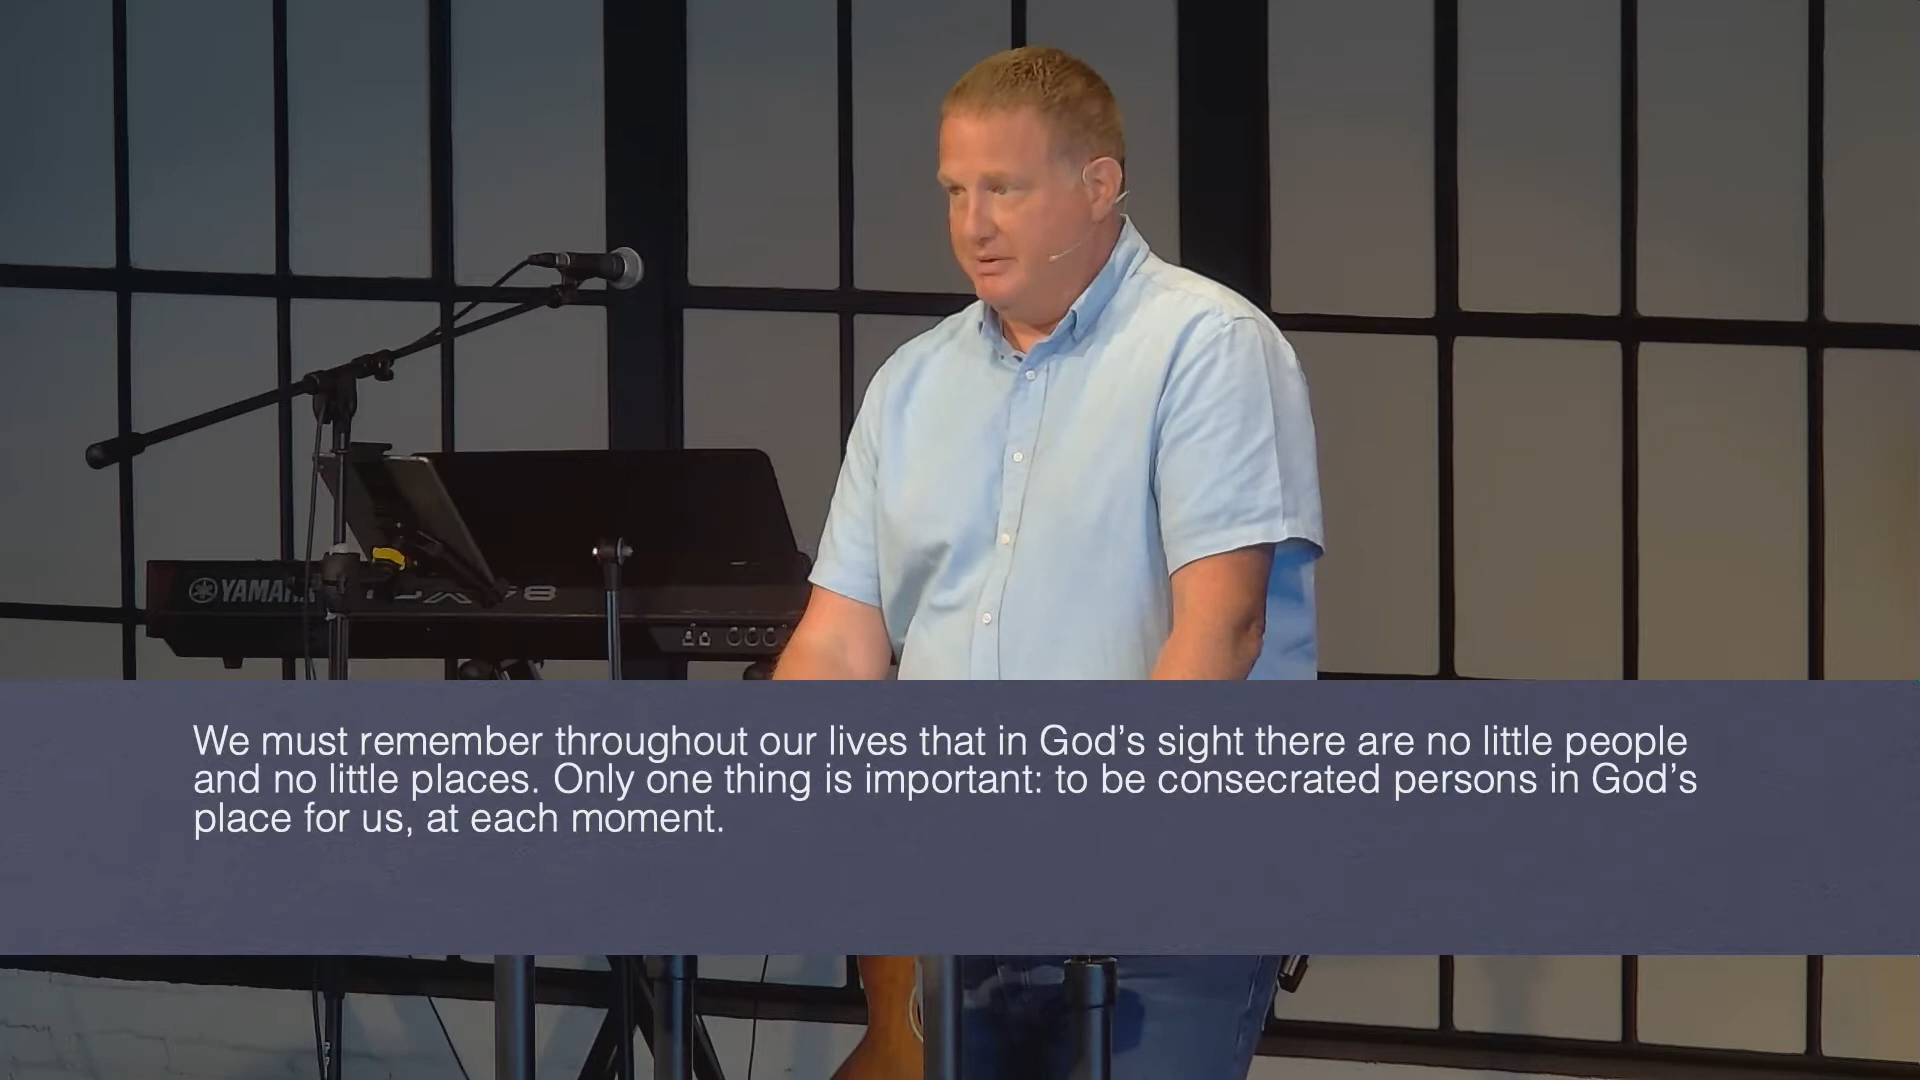 YAMAHA
8
We must remember throughout our lives that in God’s sight there are no little people
and no little places. Only one thing is important: to be consecrated persons in God’s
place for us, at each moment.